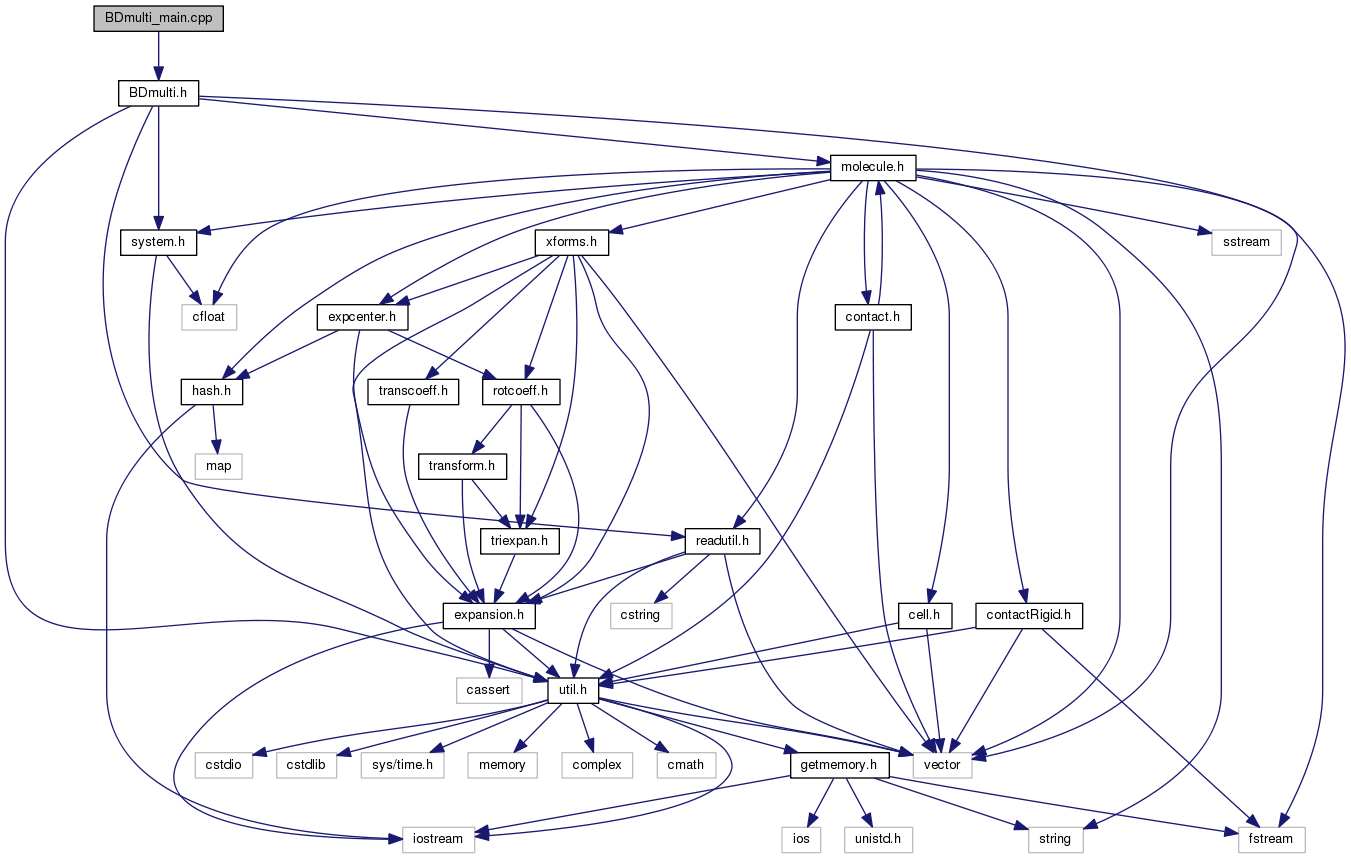 BDmulti_main.cpp
BDmulti.h
molecule.h
system.h
xforms.h
sstream
cfloat
expcenter.h
contact.h
hash.h
transcoeff.h
rotcoeff.h
map
transform.h
triexpan.h
readutil.h
expansion.h
cstring
cell.h
contactRigid.h
cassert
util.h
cstdio
cstdlib
sys/time.h
memory
complex
cmath
getmemory.h
vector
iostream
ios
unistd.h
string
fstream